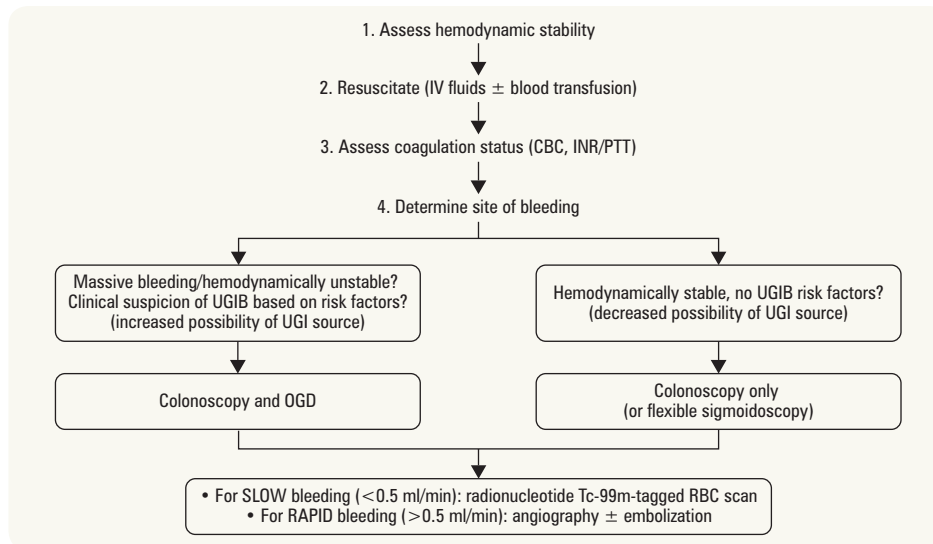 1. Assess hemodynamic stability
2. Resuscitate (IV fluids ± blood transfusion)
3. Assess coagulation status (CBC, INR/PTT)
4. Determine site of bleeding
Massive bleeding/hemodynamically unstable?
Clinical suspicion of UGIB based on risk factors?
(increased possibility of UGI source)
Hemodynamically stable, no UGIB risk factors?
(decreased possibility of UGI source)
Colonoscopy and OGD
Colonoscopy only
(or flexible sigmoidoscopy)
• For SLOW bleeding (<0.5 ml/min): radionucleotide Tc-99m-tagged RBC scan
• For RAPID bleeding (>0.5 ml/min): angiography ± embolization